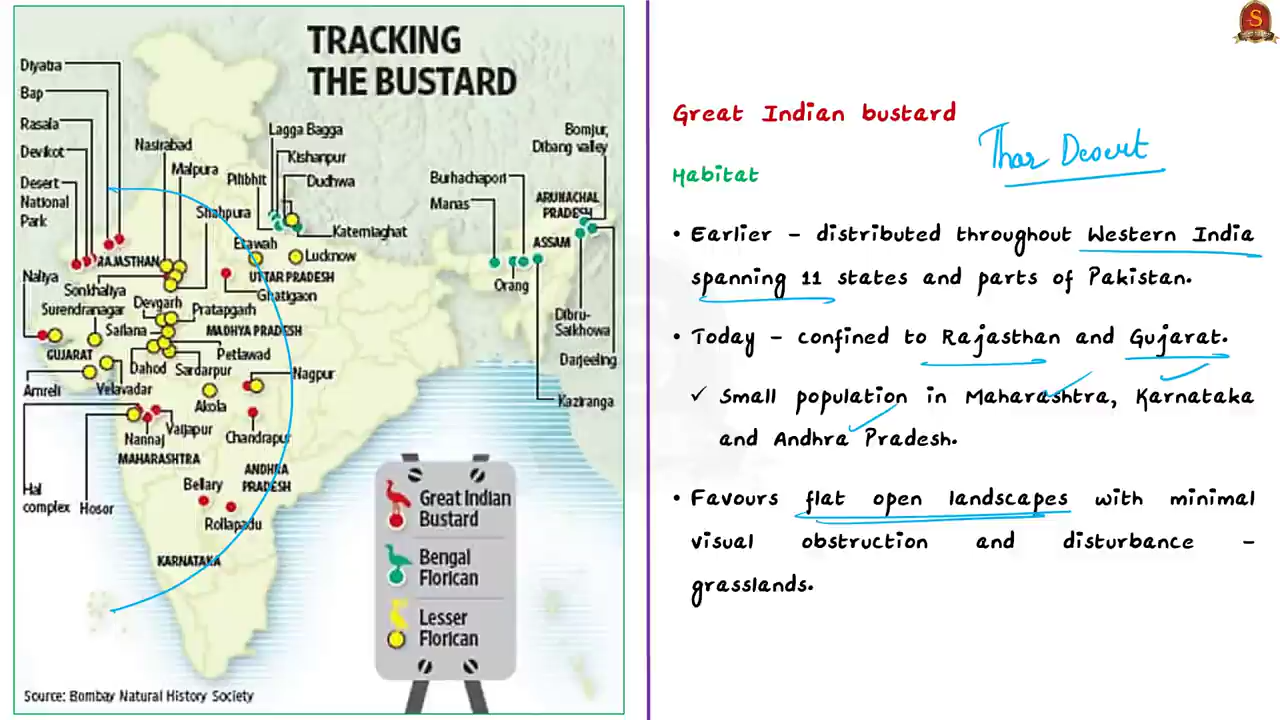 TRACKING
THE BUSTARD
Diyatra
Bap
Rasala
Devikot
Desert
National
Park
Nasirabad
Malpura
Shahpura
Lagga Bagga
Kishanpur
Pilibhit
Dudhwa
Katerniaghat
Etawah
Lucknow
UTTAR PRADESH
Ghatigaon
Burhachapori
Manas
Bomjur,
Dibang valley
ARUNACHAL
PRADESH
ASSAM
Orang
Dibru-
Saikhowa
Darjeeling
Kaziranga
RAJASTHAN
Naliya
Sonkhaliya
Surendranagar
Devgarh
Pratapgarh
Sailana
MADHYA PRADESH
GUJARAT
Petlawad
Dahod
Sardarpur
Nagpur
Amreli
Velavadar
Akola
Nannaj
Vaijapur
Chandrapur
MAHARASHTRA
ANDHRA
PRADESH
Hal
complex
Hosor
Bellary
Rollapadu
KARNATAKA
Great Indian
Bustard
Bengal
Florican
Lesser
Florican
Source: Bombay Natural History Society
S
Great Indian bustard
Thar Desert
Habitat
• Earlier – distributed throughout Western India
spanning 11 states and parts of Pakistan.
• Today – confined to Rajasthan and Gujarat.
✓ Small population in Maharashtra, Karnataka
and Andhra Pradesh.
• Favours flat open landscapes with minimal
visual obstruction and disturbance –
grasslands.